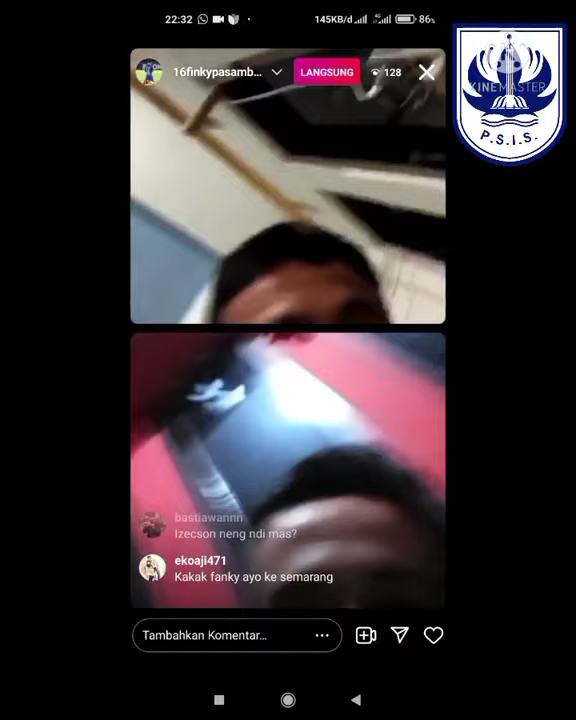 22:32
145KB/d 86%
16finkypasamb... LANGSUNG 128
KINEMASTER
P.S.I.S.
bastiawannn
Izecson neng ndi mas?
ekoaji471
Kakak fanky ayo ke semarang
Tambahkan Komentar...